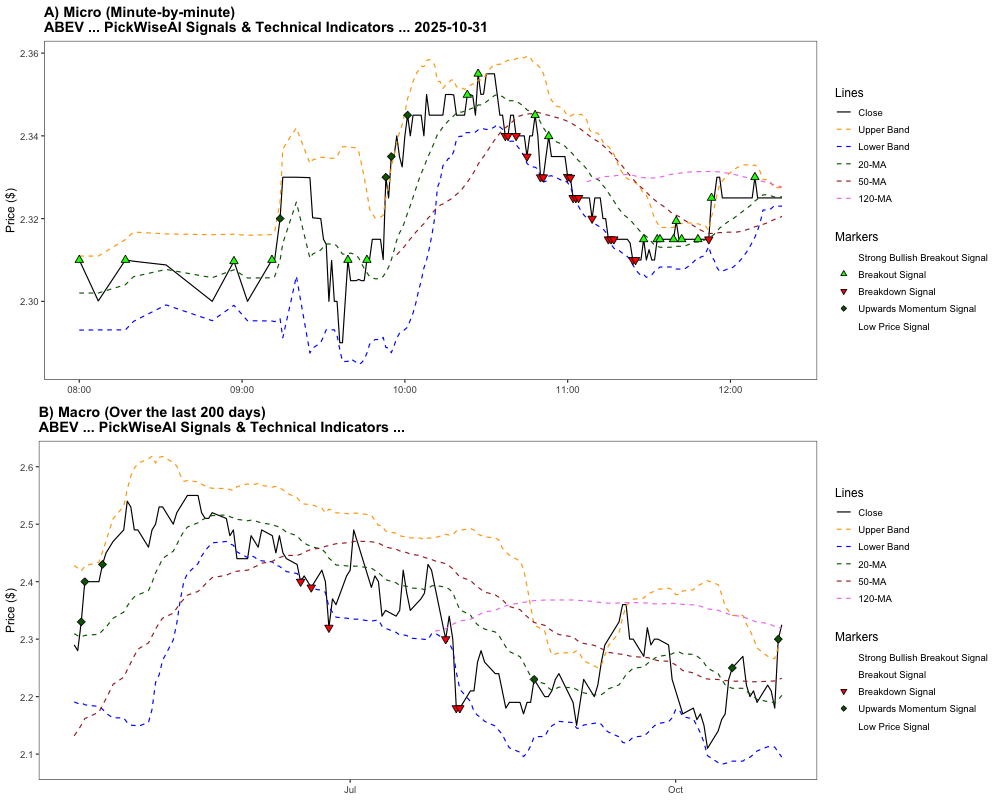 A) Micro (Minute-by-minute)
ABEV ... PickWiseAI Signals & Technical Indicators ... 2025-10-31
Price ($)
2.36
2.34
2.32
2.30
08:00
09:00
10:00
11:00
12:00
Lines
Close
Upper Band
Lower Band
20-MA
50-MA
120-MA
Markers
Strong Bullish Breakout Signal
Breakout Signal
Breakdown Signal
Upwards Momentum Signal
Low Price Signal
B) Macro (Over the last 200 days)
ABEV ... PickWiseAI Signals & Technical Indicators ...
Price ($)
2.6
2.5
2.4
2.3
2.2
2.1
Jul
Oct
Lines
Close
Upper Band
Lower Band
20-MA
50-MA
120-MA
Markers
Strong Bullish Breakout Signal
Breakout Signal
Breakdown Signal
Upwards Momentum Signal
Low Price Signal